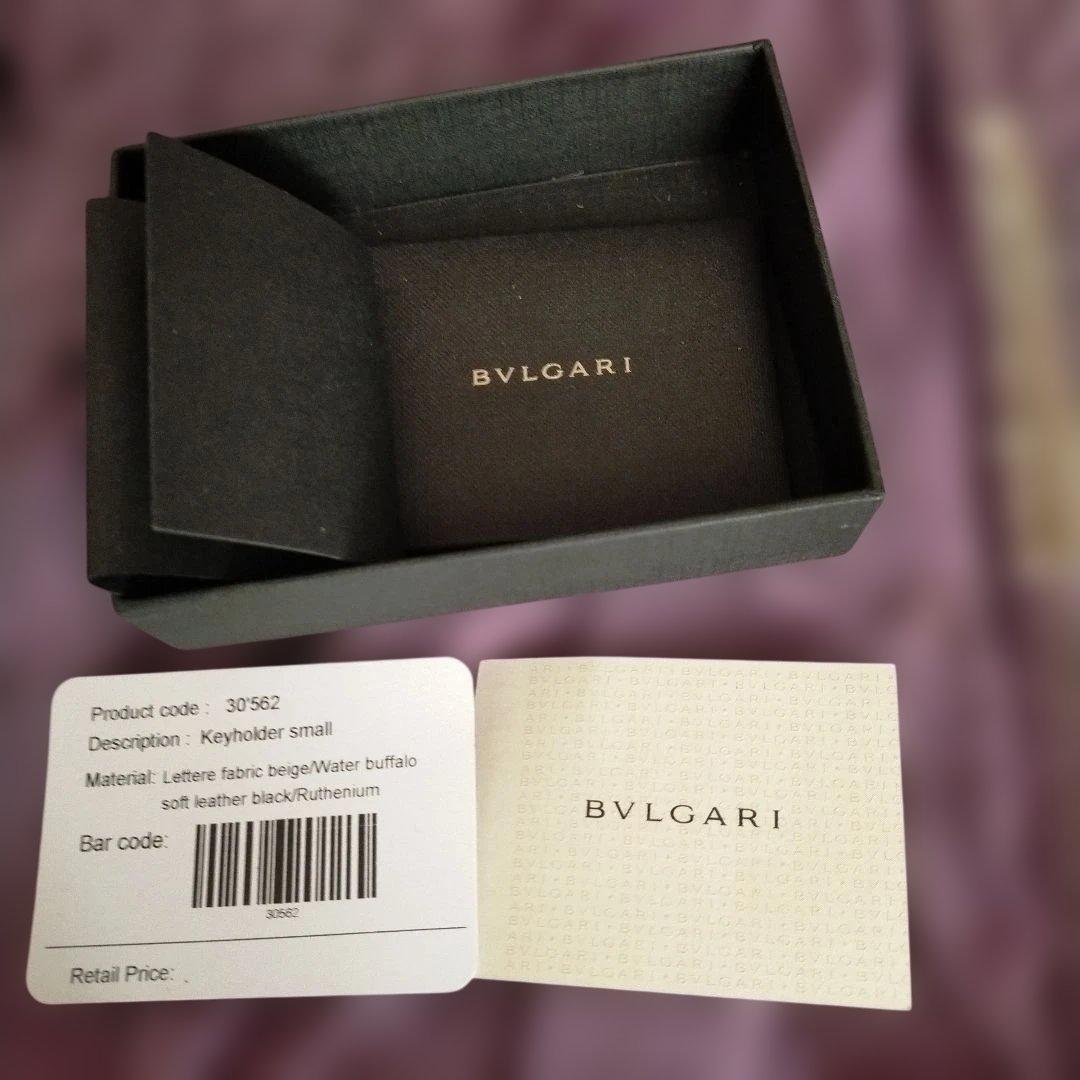 BVLGARI
Product code : 30'562
Description : Keyholder small
Material: Lettere fabric beige/Water buffalo
soft leather black/Ruthenium
Bar code:
30562
Retail Price: .
BVLGARI